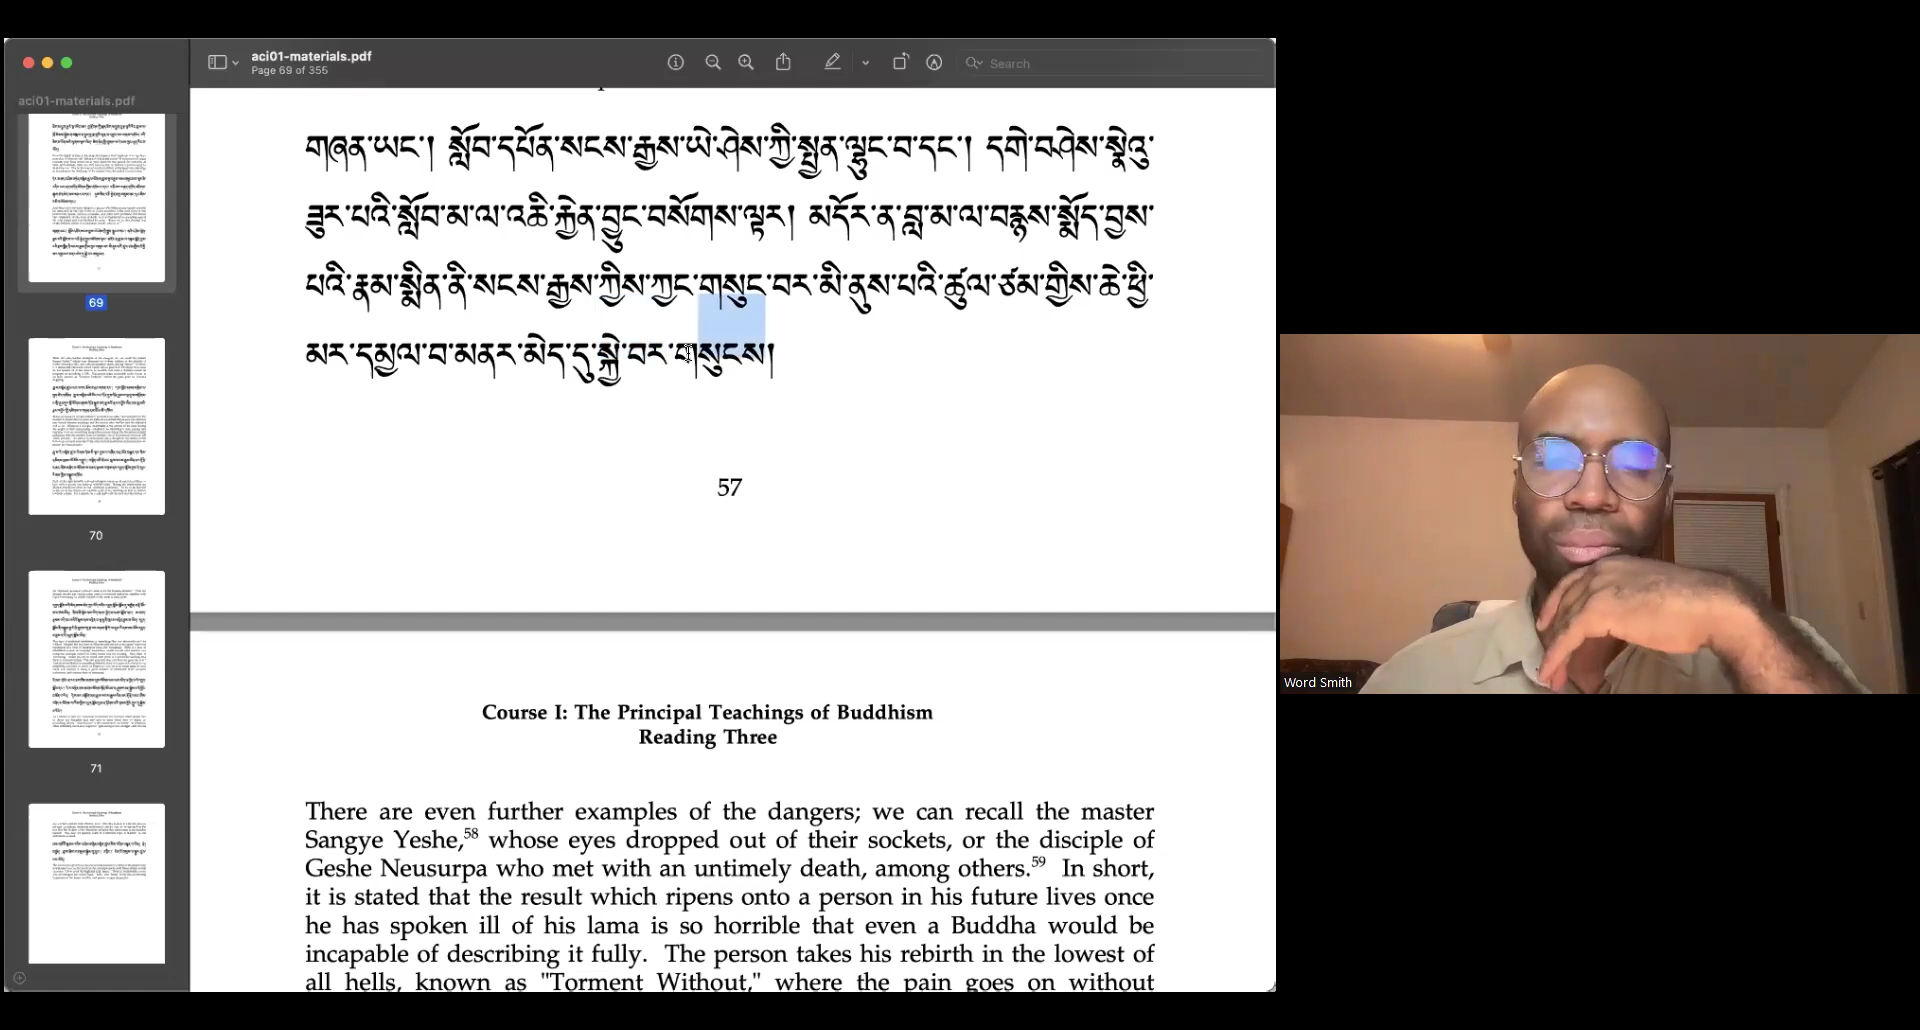 aci01-materials.pdf
Page 69 of 355
Search
aci01-materials.pdf
69
70
71
གཞན་ཡང་། སློབ་དཔོན་སངས་རྒྱས་ཡེ་ཤེས་ཀྱི་སྤྱན་ལྷུང་བ་དང་། དགེ་བཤེས་སྣེའུ་
ཟུར་པའི་སློབ་མ་ལ་འཆི་རྐྱེན་བྱུང་བསོགས་ལྟར། མདོར་ན་བླ་མ་ལ་བརྙས་སྨོད་བྱས་
པའི་རྣམ་སྨིན་ནི་སངས་རྒྱས་ཀྱིས་ཀྱང་གསུང་བར་མི་ནུས་པའི་ཚུལ་ཙམ་གྱིས་ཆེ་ཕྱི་
མར་དམྱལ་བ་མནར་མེད་དུ་སྐྱེ་བར་གསུངས།
57
Course I: The Principal Teachings of Buddhism
Reading Three
There are even further examples of the dangers; we can recall the master
Sangye Yeshe,58 whose eyes dropped out of their sockets, or the disciple of
Geshe Neusurpa who met with an untimely death, among others.59 In short,
it is stated that the result which ripens onto a person in his future lives once
he has spoken ill of his lama is so horrible that even a Buddha would be
incapable of describing it fully. The person takes his rebirth in the lowest of
all hells, known as "Torment Without," where the pain goes on without
Word Smith